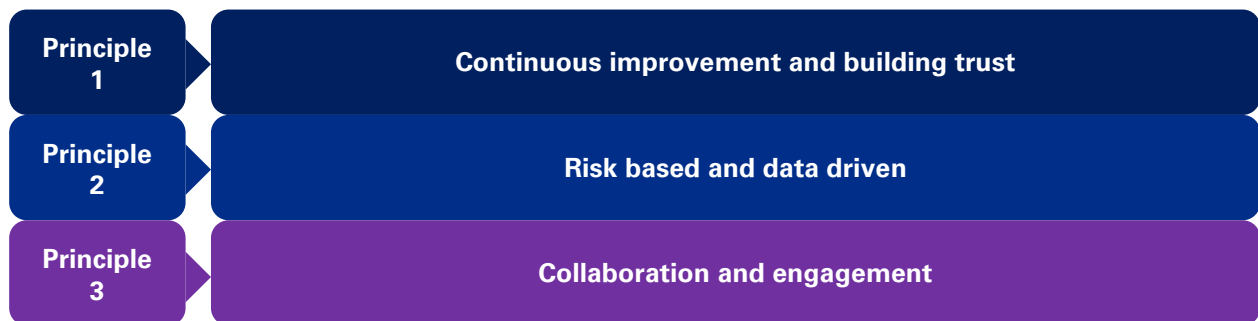 Principle
1
Continuous improvement and building trust
Principle
2
Risk based and data driven
Principle
3
Collaboration and engagement